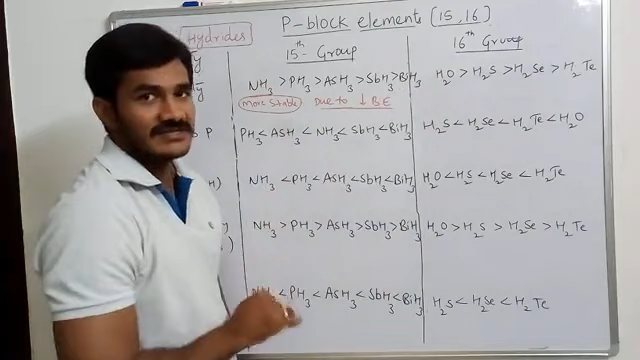 P-block element (15,16)
Hydrides
15th Group
16th Group
NH3 > PH3 > AsH3 > SbH3 > BiH3
H2O > H2S > H2Se > H2Te
More Stable Due to ↓ BE
PH3 < AsH3 < NH3 < SbH3 < BiH3
H2S < H2Se < H2Te < H2O
NH3 < PH3 < AsH3 < SbH3 < BiH3
H2O < H2S < H2Se < H2Te
NH3 > PH3 > AsH3 > SbH3 > BiH3
H2O > H2S > H2Se > H2Te
NH3 < PH3 < AsH3 < SbH3 < BiH3
H2S < H2Se < H2Te